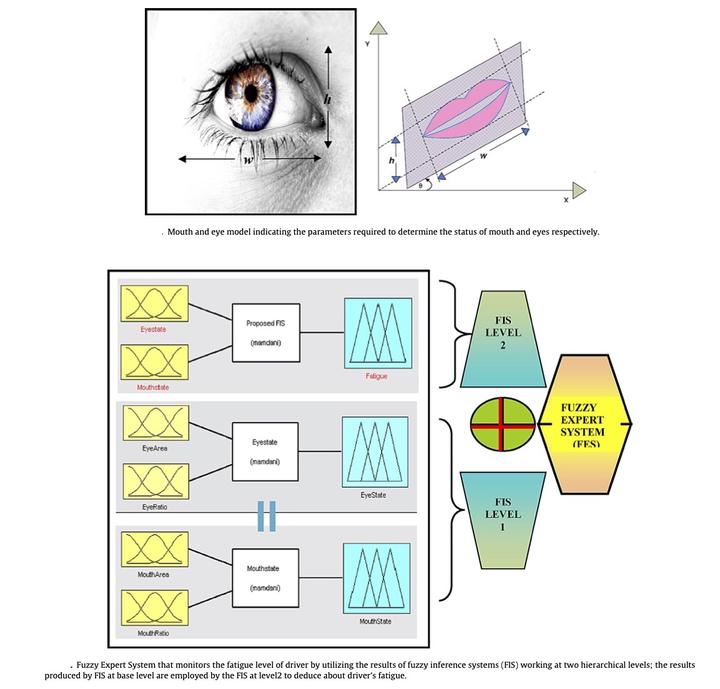 Y
h
w
h
w
θ
X
. Mouth and eye model indicating the parameters required to determine the status of mouth and eyes respectively.
Eyestate
Mouthstate
Proposed FIS
(mamdani)
Fatigue
FIS
LEVEL
2
EyeArea
EyeRatio
Eyestate
(mamdani)
EyeState
FUZZY
EXPERT
SYSTEM
(FES)
MouthArea
MouthRatio
Mouthstate
(mamdani)
MouthState
FIS
LEVEL
1
. Fuzzy Expert System that monitors the fatigue level of driver by utilizing the results of fuzzy inference systems (FIS) working at two hierarchical levels; the results
produced by FIS at base level are employed by the FIS at level2 to deduce about driver's fatigue.